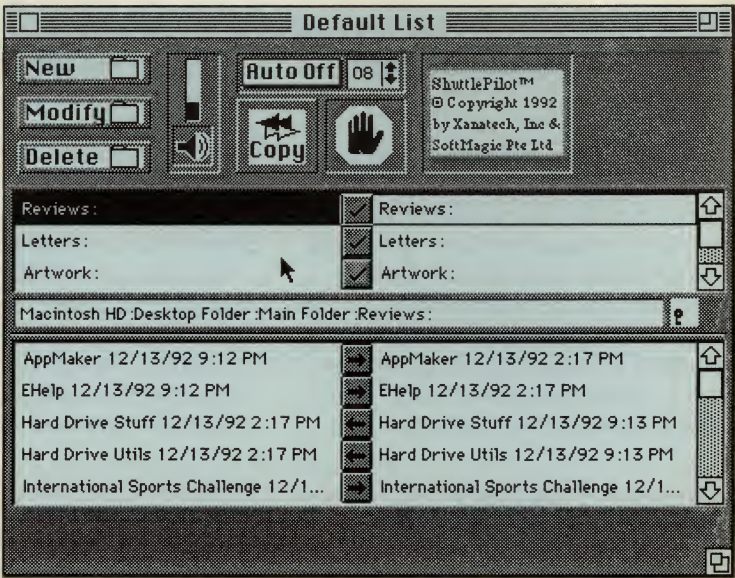 Default List
New
Modify
Delete
Auto Off 08
Copy
ShuttlePilot™
© Copyright 1992
by Xanatech, Inc &
SoftMagic Pte Ltd
Reviews: Reviews:
Letters: Letters:
Artwork: Artwork:
Macintosh HD:Desktop Folder:Main Folder:Reviews:
AppMaker 12/13/92 9:12 PM AppMaker 12/13/92 2:17 PM
EHelp 12/13/92 9:12 PM EHelp 12/13/92 2:17 PM
Hard Drive Stuff 12/13/92 2:17 PM Hard Drive Stuff 12/13/92 9:13 PM
Hard Drive Utils 12/13/92 2:17 PM Hard Drive Utils 12/13/92 9:13 PM
International Sports Challenge 12/1... International Sports Challenge 12/1...